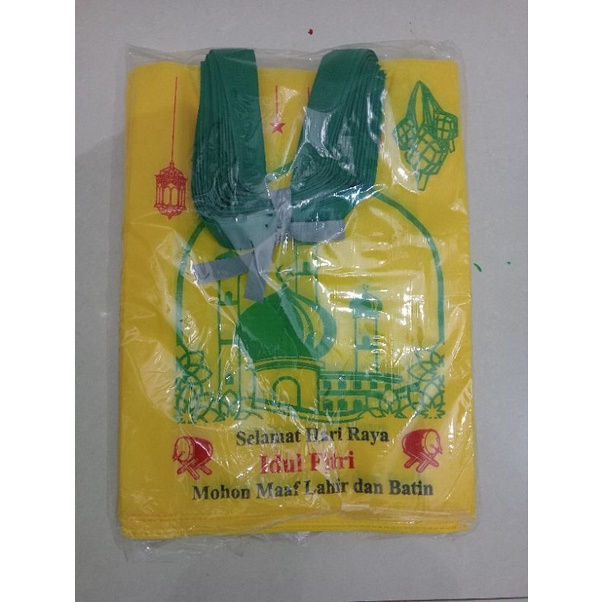 Selamat Hari Raya
Idul Fitri
Mohon Maaf Lahir dan Batin